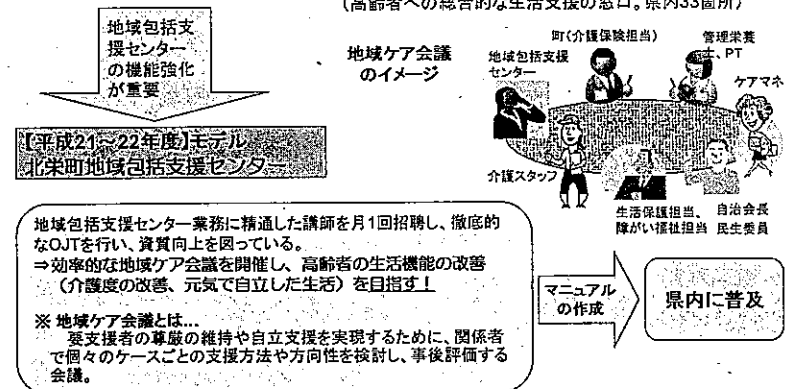 (高齢者への総合的な生活支援の窓口。県内33箇所)
地域包括支
援センター
の機能強化
が重要
【平成21~22年度】モデル
北栄町地域包括支援センター
地域ケア会議
のイメージ
町(介護保険担当)
管理栄養
士、PT
地域包括支援
センター
ケアマネ
介護スタッフ
生活保護担当、
障がい福祉担当
自治会長
民生委員
地域包括支援センター業務に精通した講師を月1回招聘し、徹底的
なOJTを行い、資質向上を図っている。
⇒効率的な地域ケア会議を開催し、高齢者の生活機能の改善
(介護度の改善、元気で自立した生活)を目指す!
※ 地域ケア会議とは...
要支援者の尊厳の維持や自立支援を実現するために、関係者
で個々のケースごとの支援方法や方向性を検討し、事後評価する
会議。
マニュアル
の作成
県内に普及